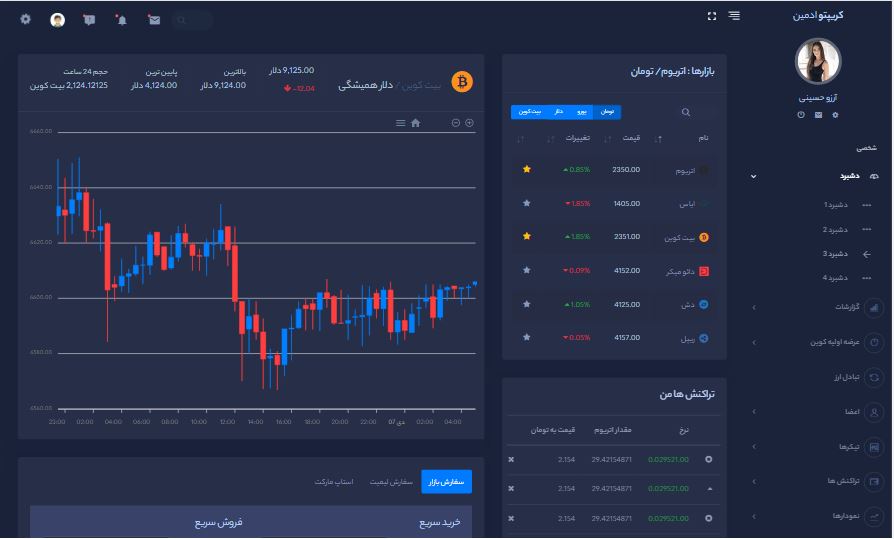 کریپتو ادمین
آرزو حسینی
شخصی
دشبرد
دشبرد 1
دشبرد 2
دشبرد 3
دشبرد 4
گزارشات
عرضه اولیه کوین
تبادل ارز
اعضا
تیکرها
تراکنش ها
نمودارها
بازارها : اتریوم/ تومان
تومان یورو دلار بیت کوین
نام قیمت تغییرات
اتریوم 2350.00 0.85%
ایاس 1405.00 1.85%
بیت کوین 2351.00 1.85%
دائو میکر 4152.00 0.09%
دش 4125.00 1.05%
ریپل 4157.00 0.05%
تراکنش ها من
نرخ مقدار اتریوم قیمت به تومان
0.029521.00 29.42154871 2.154
0.029521.00 29.42154871 2.154
0.029521.00 29.42154871 2.154
بیت کوین / دلار همیشگی
9,125.00 دلار
-12.04
بالاترین
9,124.00 دلار
پایین ترین
4,124.00 دلار
حجم 24 ساعت
2,124.12125 بیت کوین
6660.00
6640.00
6620.00
6600.00
6580.00
6560.00
23:00 02:00 04:00 06:00 08:00 10:00 12:00 14:00 16:00 18:00 20:00 22:00 07 دی 02:00 04:00
سفارش بازار سفارش لیمیت استاپ مارکت
خرید سریع فروش سریع